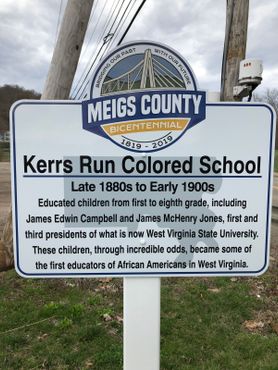 BRIDGING OUR PAST WITH OUR FUTURE
MEIGS COUNTY
BICENTENNIAL
1819 - 2019
Kerrs Run Colored School
Late 1880s to Early 1900s
Educated children from first to eighth grade, including
James Edwin Campbell and James McHenry Jones, first and
third presidents of what is now West Virginia State University.
These children, through incredible odds, became some of
the first educators of African Americans in West Virginia.